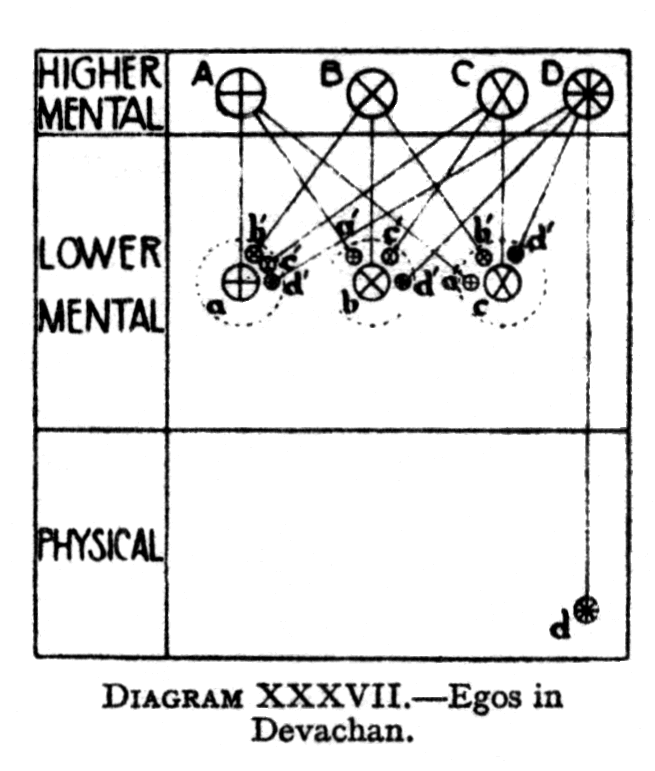 HIGHER A B C D
MENTAL
LOWER b' a' c' b' d'
c'
a d' b d' a' c
MENTAL
PHYSICAL
d
DIAGRAM XXXVII.—Egos in
Devachan.